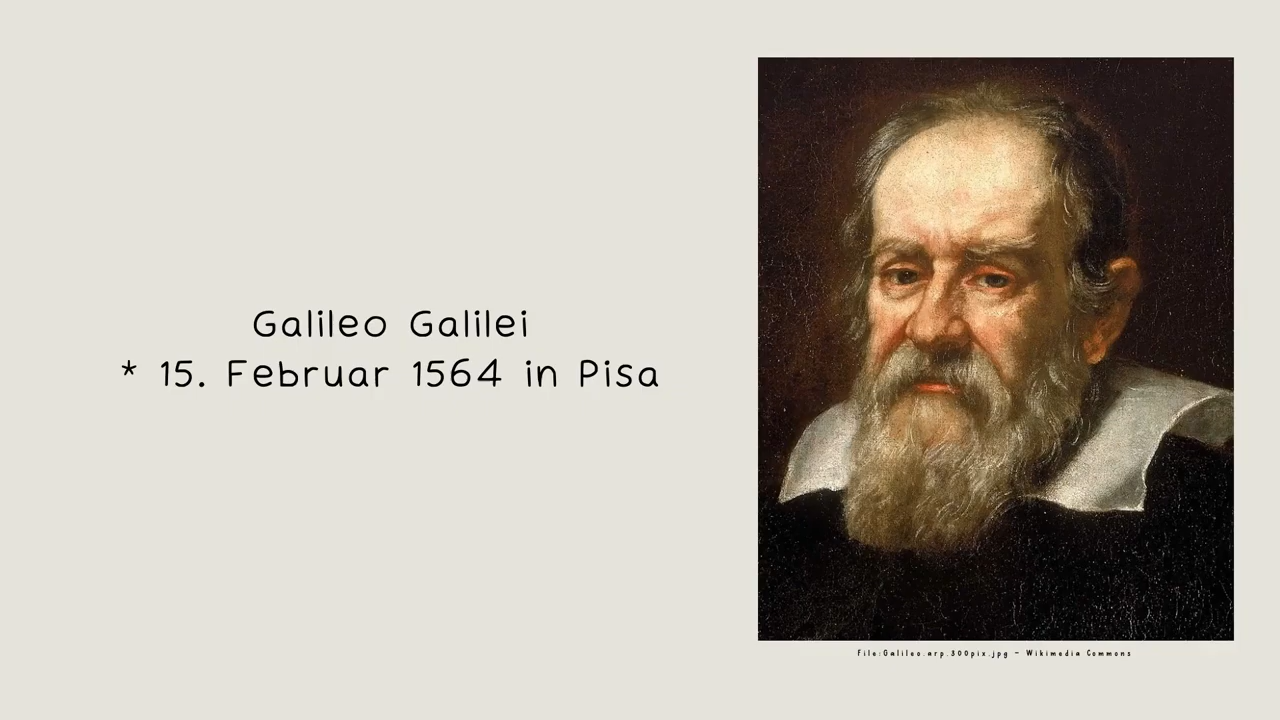 Galileo Galilei
* 15. Februar 1564 in Pisa
File:Galileo.arp.300pix.jpg - Wikimedia Commons